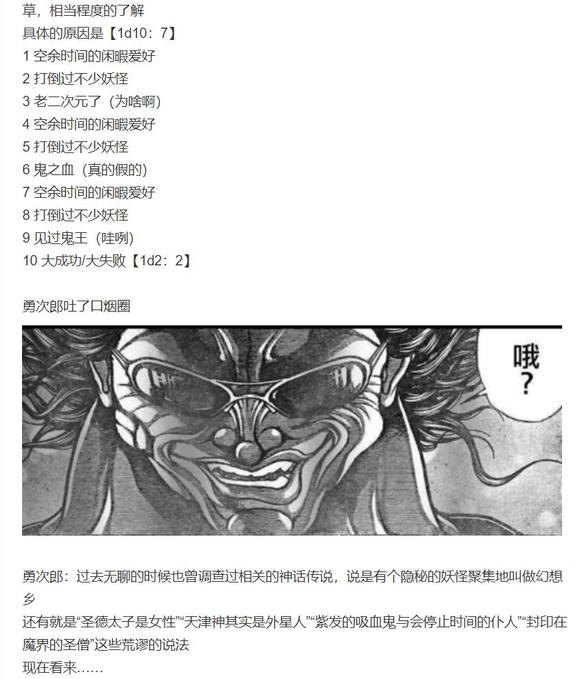 草，相当程度的了解
具体的原因是【1d10：7】
1 空余时间的闲暇爱好
2 打倒过不少妖怪
3 老二次元了（为啥啊）
4 空余时间的闲暇爱好
5 打倒过不少妖怪
6 鬼之血（真的假的）
7 空余时间的闲暇爱好
8 打倒过不少妖怪
9 见过鬼王（哇咧）
10 大成功/大失败【1d2：2】
勇次郎吐了口烟圈
哦
？
勇次郎：过去无聊的时候也曾调查过相关的神话传说，说是有个隐秘的妖怪聚集地叫做幻想
乡
还有就是“圣德太子是女性”“天津神其实是外星人”“紫发的吸血鬼与会停止时间的仆人”“封印在
魔界的圣僧”这些荒谬的说法
现在看来……